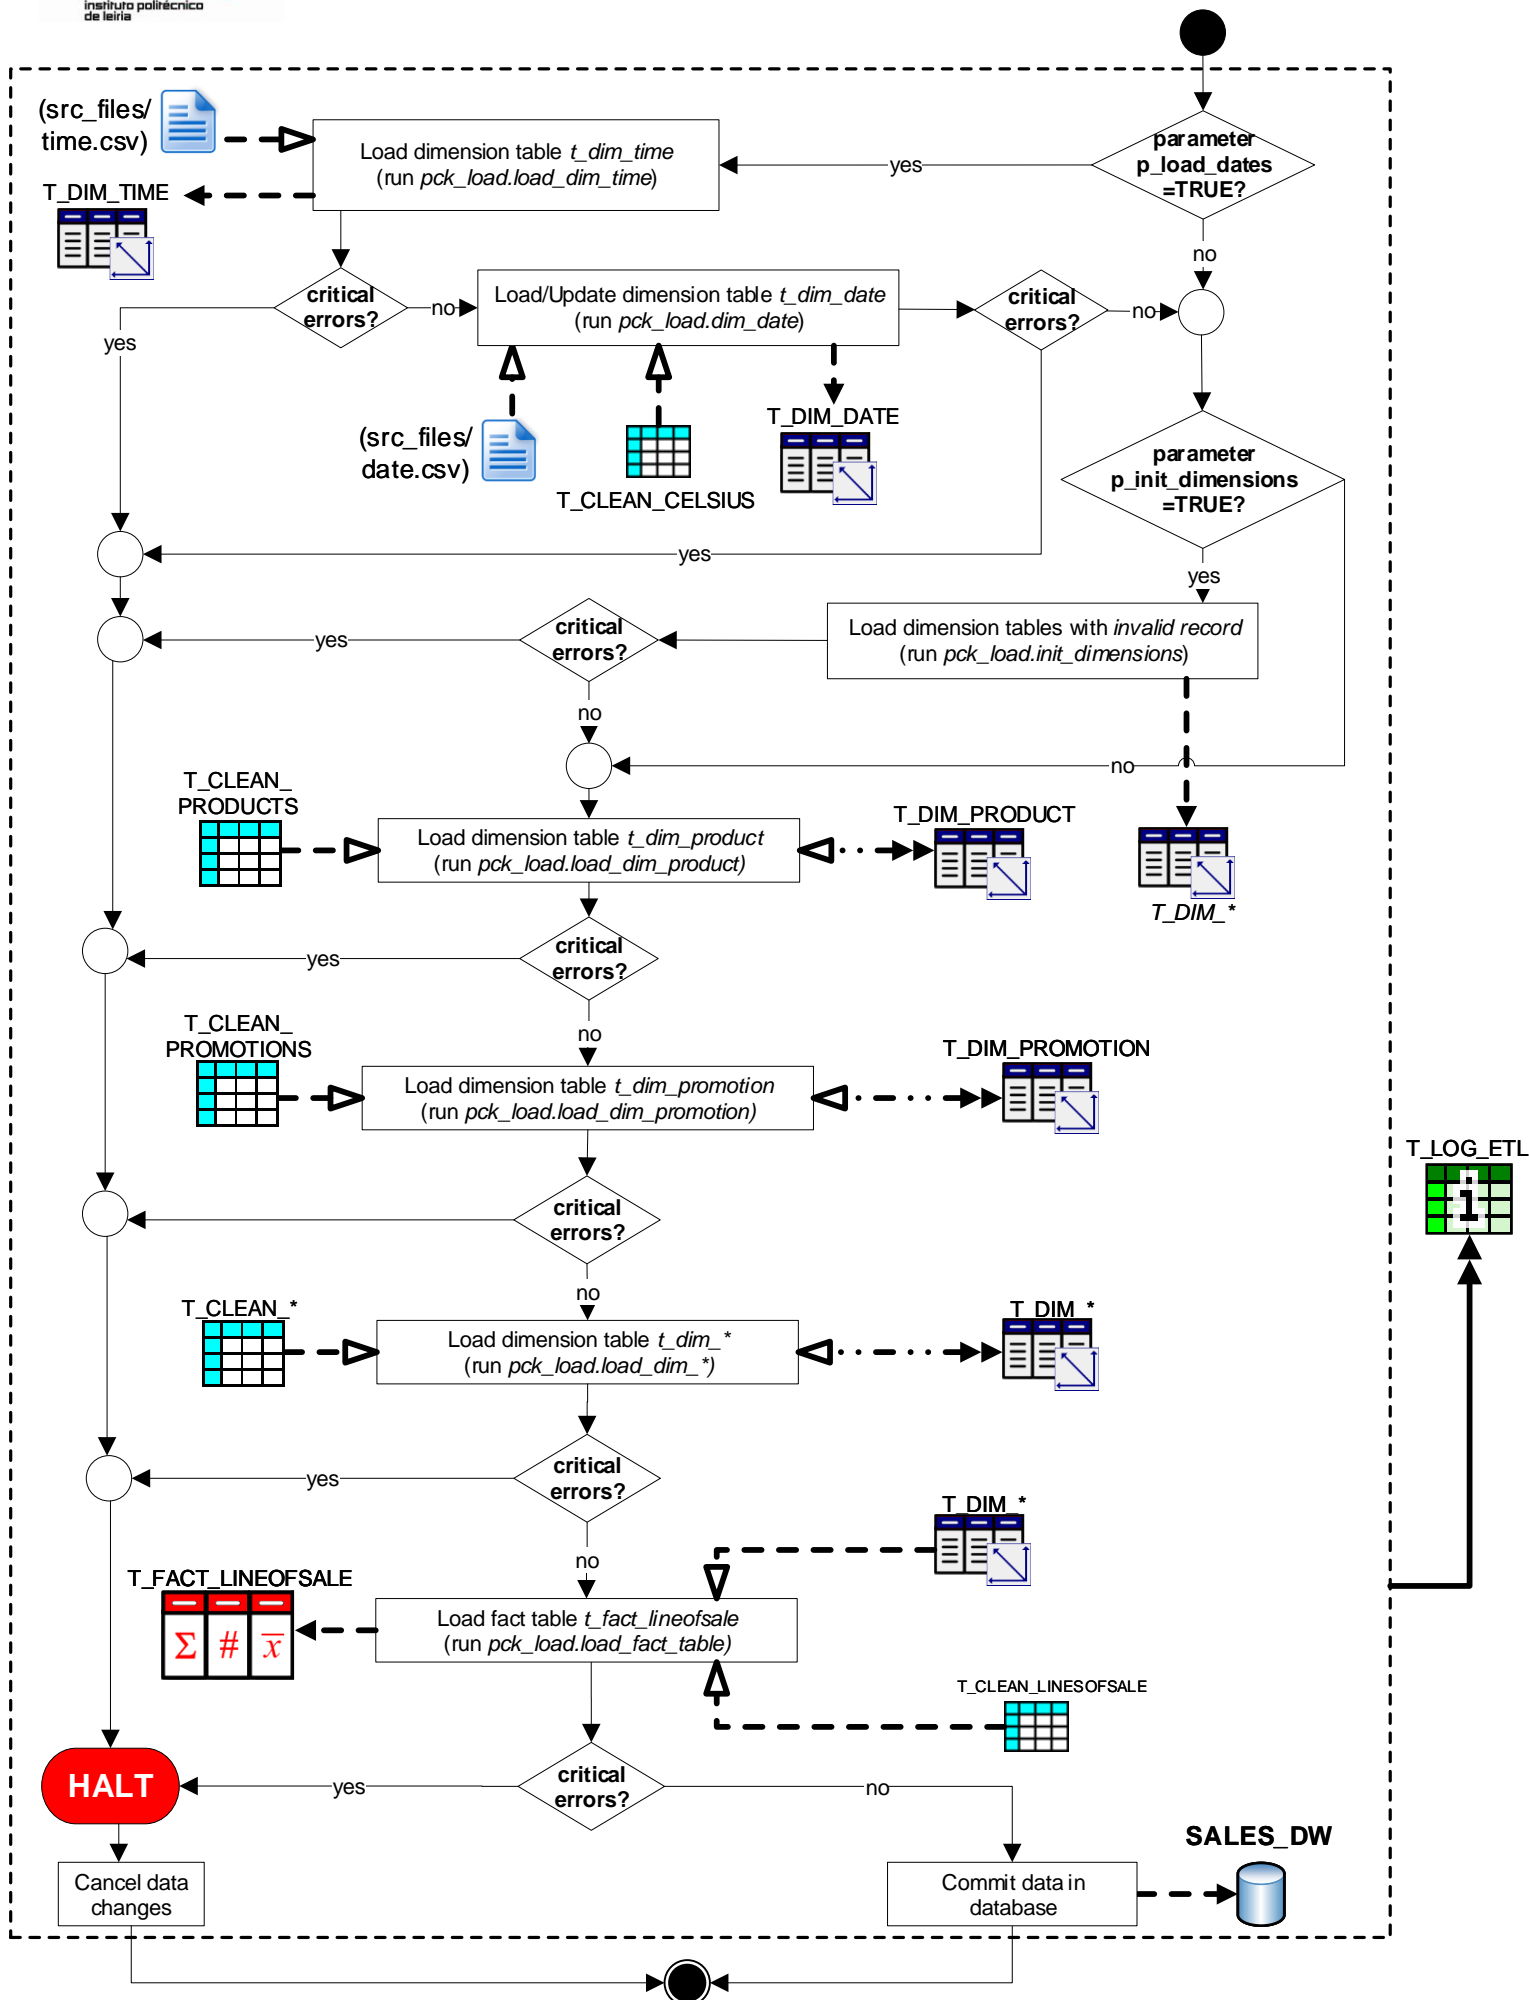 instituto politécnico
de leiria
(src_files/
time.csv)
Load dimension table t_dim_time
(run pck_load.load_dim_time)
yes
parameter
p_load_dates
=TRUE?
T_DIM_TIME
no
critical
errors?
no
Load/Update dimension table t_dim_date
(run pck_load.dim_date)
critical
errors?
no
yes
(src_files/
date.csv)
T_CLEAN_CELSIUS
T_DIM_DATE
parameter
p_init_dimensions
=TRUE?
yes
yes
Load dimension tables with invalid record
(run pck_load.init_dimensions)
critical
errors?
yes
no
no
T_CLEAN_
PRODUCTS
Load dimension table t_dim_product
(run pck_load.load_dim_product)
T_DIM_PRODUCT
T_DIM_*
critical
errors?
yes
no
T_CLEAN_
PROMOTIONS
Load dimension table t_dim_promotion
(run pck_load.load_dim_promotion)
T_DIM_PROMOTION
T_LOG_ETL
i
critical
errors?
no
T_CLEAN_*
Load dimension table t_dim_*
(run pck_load.load_dim_*)
T_DIM_*
critical
errors?
yes
no
T_DIM_*
T_FACT_LINEOFSALE
Σ # x̅
Load fact table t_fact_lineofsale
(run pck_load.load_fact_table)
T_CLEAN_LINESOFSALE
HALT
yes
critical
errors?
no
SALES_DW
Cancel data
changes
Commit data in
database